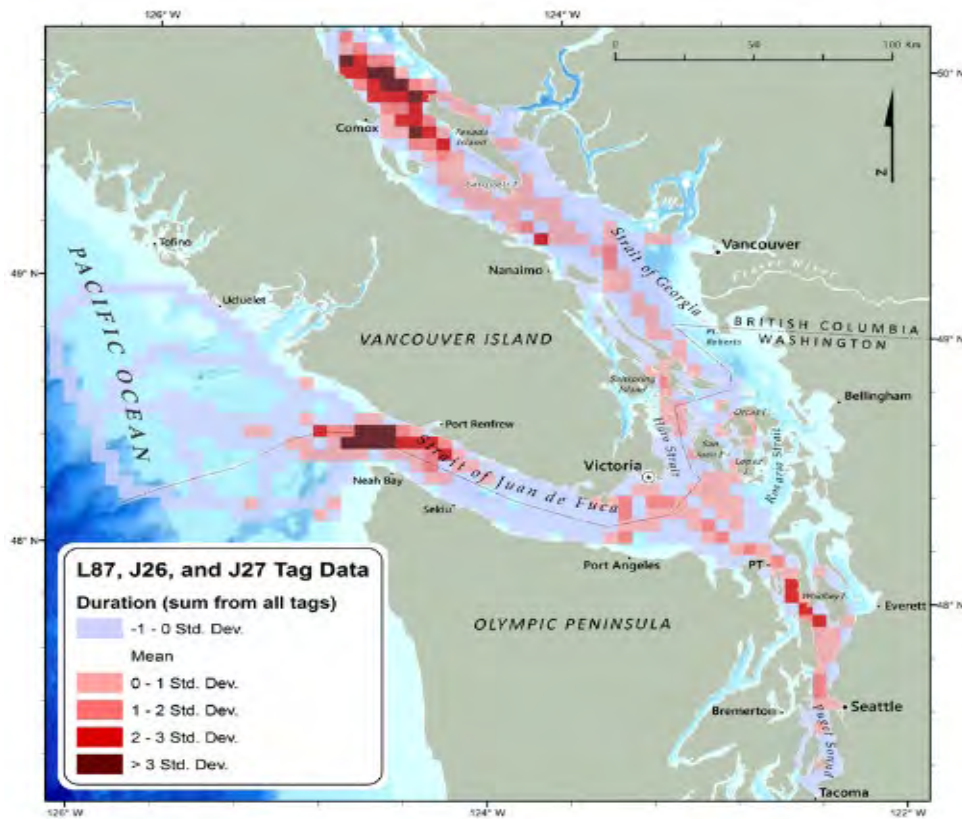 126° W
124° W
0
50
100 Km
50° N
N
Comox
Texada
Island
Lasqueti I.
Strait of Georgia
Vancouver
Fraser River
Tofino
49° N
Nanaimo
Ucluelet
PACIFIC OCEAN
VANCOUVER ISLAND
BRITISH COLUMBIA
WASHINGTON
49° N
Pt.
Roberts
Bellingham
Saltspring
Island
Orcas I.
Haro Strait
San
Juan I.
Lopez
I.
Rosario Strait
Port Renfrew
Strait of Juan de Fuca
Victoria
Neah Bay
Sekiu
48° N
Port Angeles
PT
Whidbey I.
Everett
48° N
OLYMPIC PENINSULA
Bremerton
Seattle
Puget Sound
Tacoma
L87, J26, and J27 Tag Data
Duration (sum from all tags)
-1 - 0 Std. Dev.
Mean
0 - 1 Std. Dev.
1 - 2 Std. Dev.
2 - 3 Std. Dev.
> 3 Std. Dev.
126° W
124° W
122° W